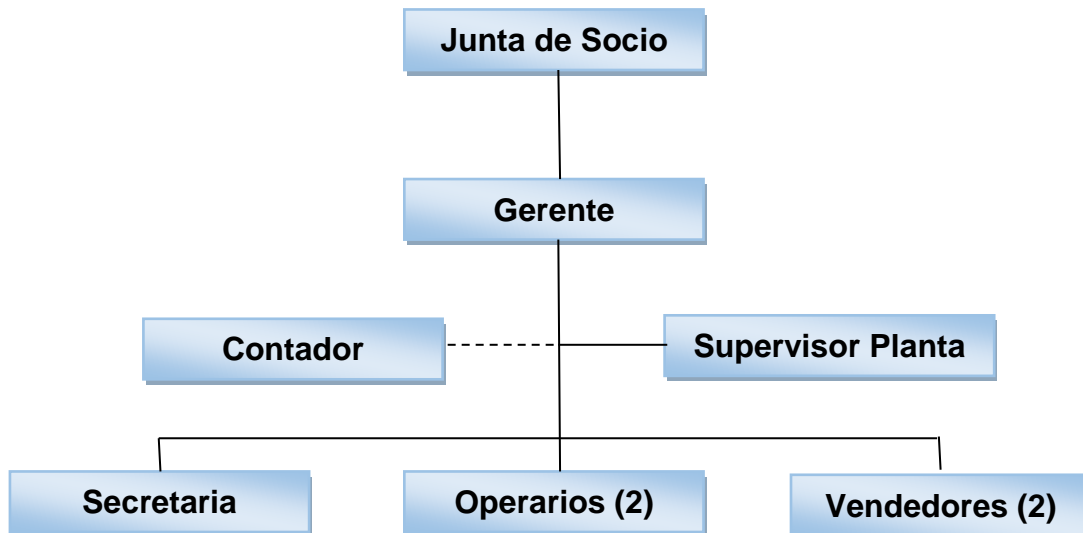 Junta de Socio
Gerente
Contador
Supervisor Planta
Secretaria
Operarios (2)
Vendedores (2)